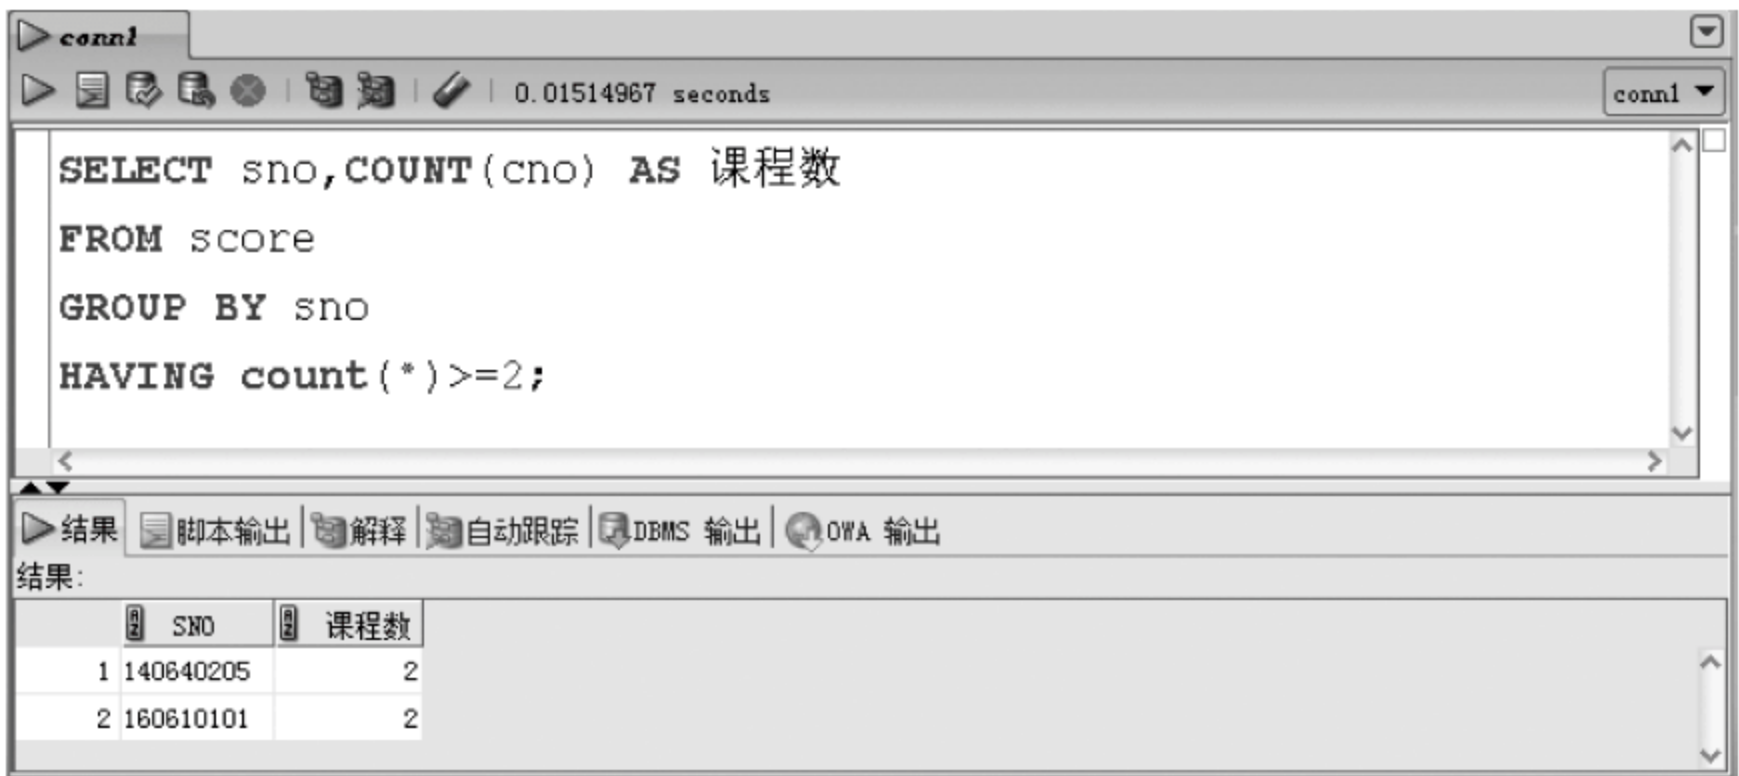 conn1
0.01514967 seconds
conn1
SELECT sno,COUNT(cno) AS 课程数
FROM score
GROUP BY sno
HAVING count(*)>=2;
结果 脚本输出 解释 自动跟踪 DBMS 输出 OWA 输出
结果:
SNO 课程数
1 140640205 2
2 160610101 2